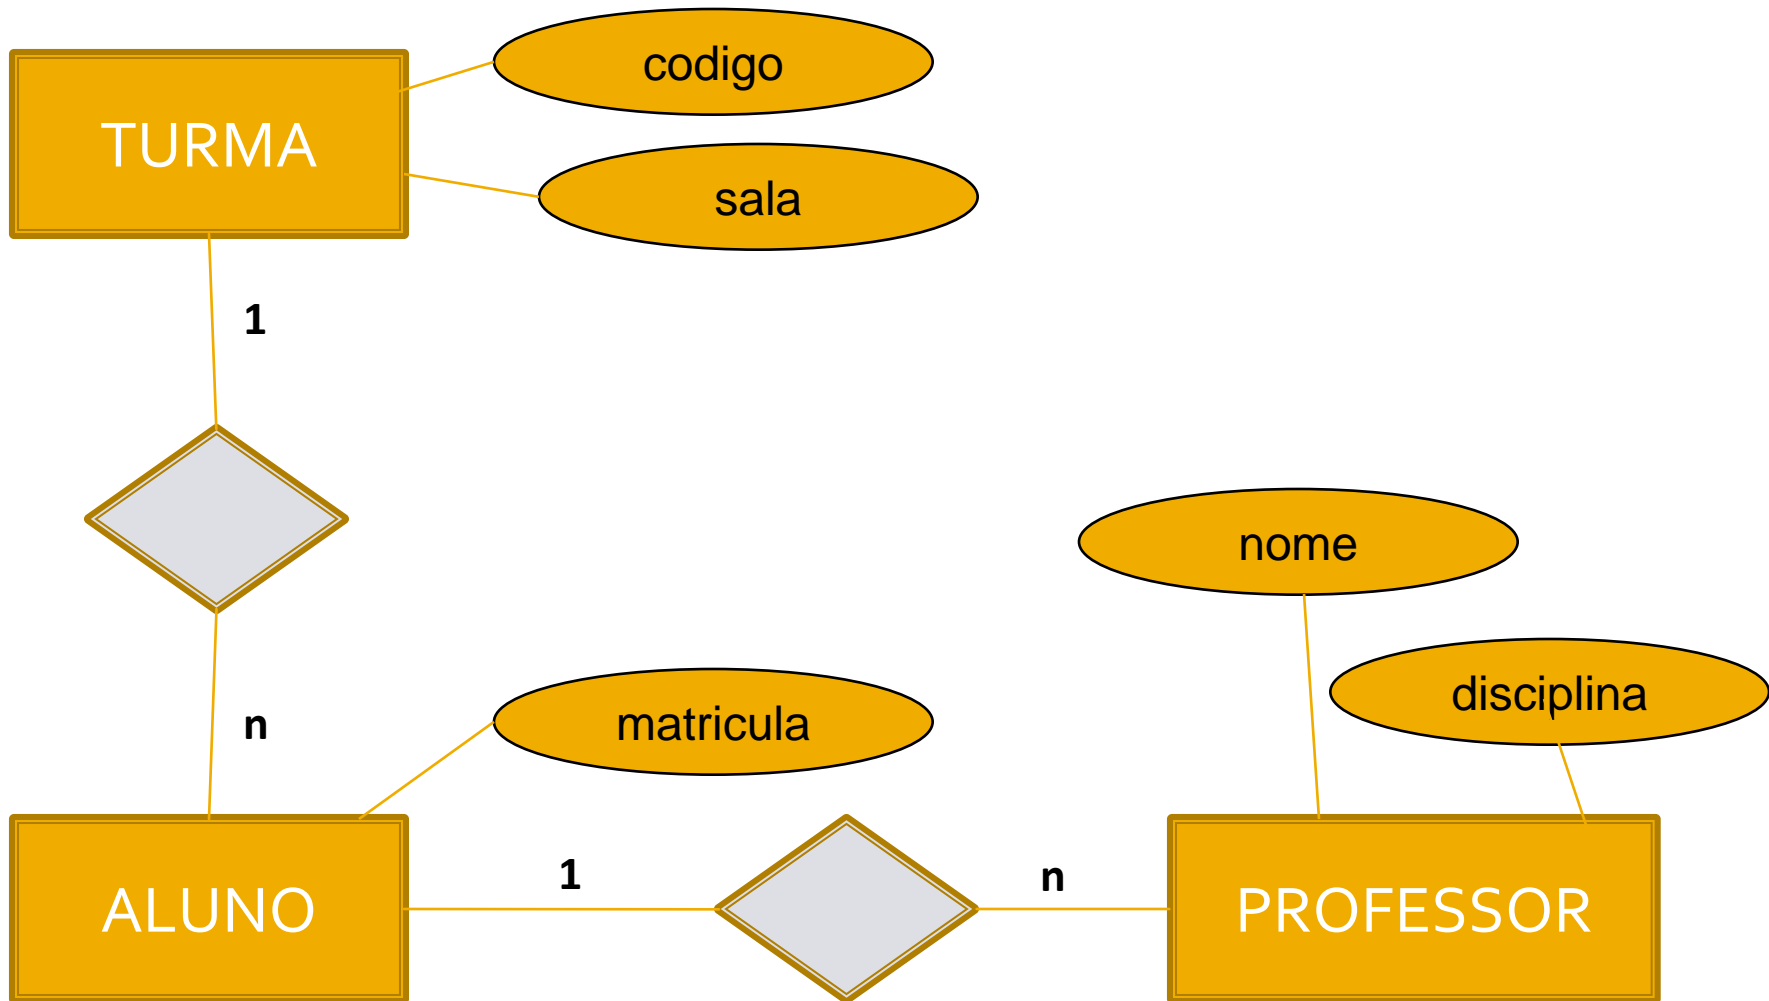 codigo
TURMA
sala
1
nome
disciplina
n
matricula
1
n
ALUNO
PROFESSOR